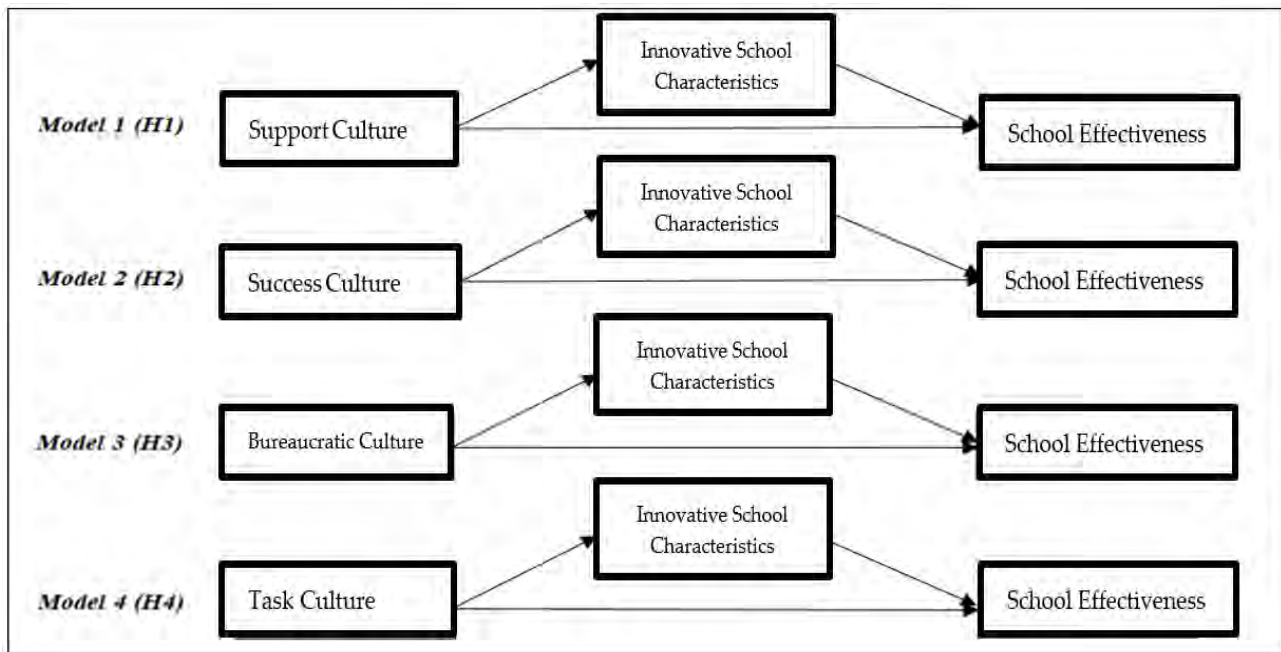 Innovative School
Characteristics
Model 1 (H1)
Support Culture
School Effectiveness
Innovative School
Characteristics
Model 2 (H2)
Success Culture
School Effectiveness
Innovative School
Characteristics
Model 3 (H3)
Bureaucratic Culture
School Effectiveness
Innovative School
Characteristics
Model 4 (H4)
Task Culture
School Effectiveness